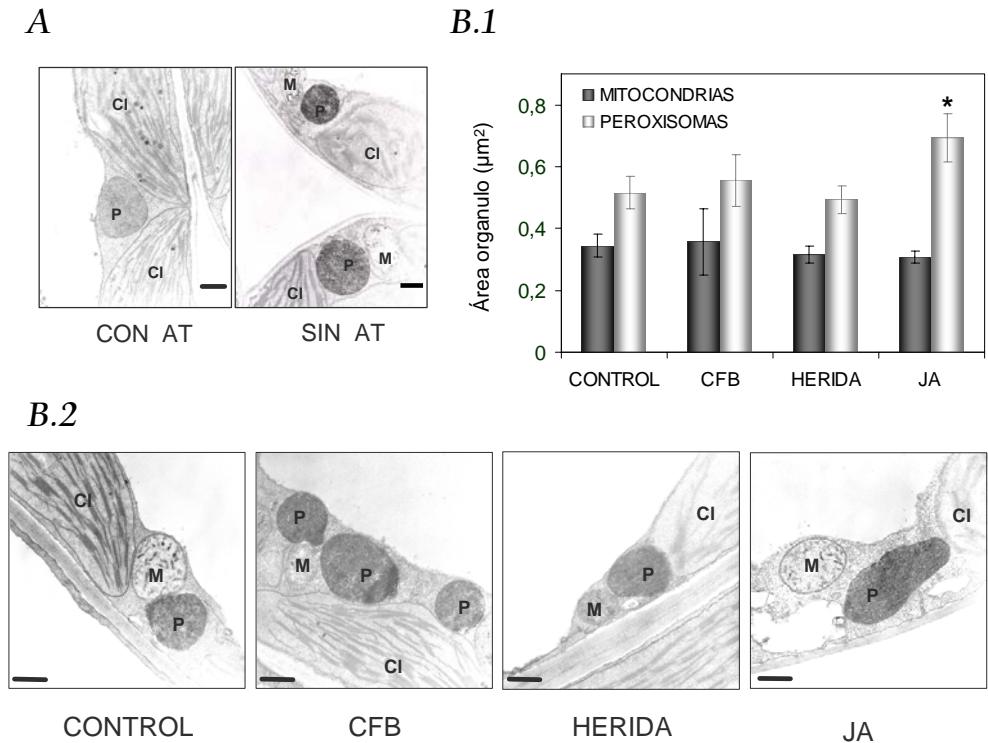 A
B.1
Cl
P
Cl
CON AT
M
P
Cl
P
M
Cl
SIN AT
Área organulo (µm²)
0,8
0,6
0,4
0,2
0
MITOCONDRIAS
PEROXISOMAS
*
CONTROL
CFB
HERIDA
JA
B.2
Cl
M
P
CONTROL
P
M
P
P
Cl
CFB
Cl
P
M
HERIDA
Cl
M
P
JA